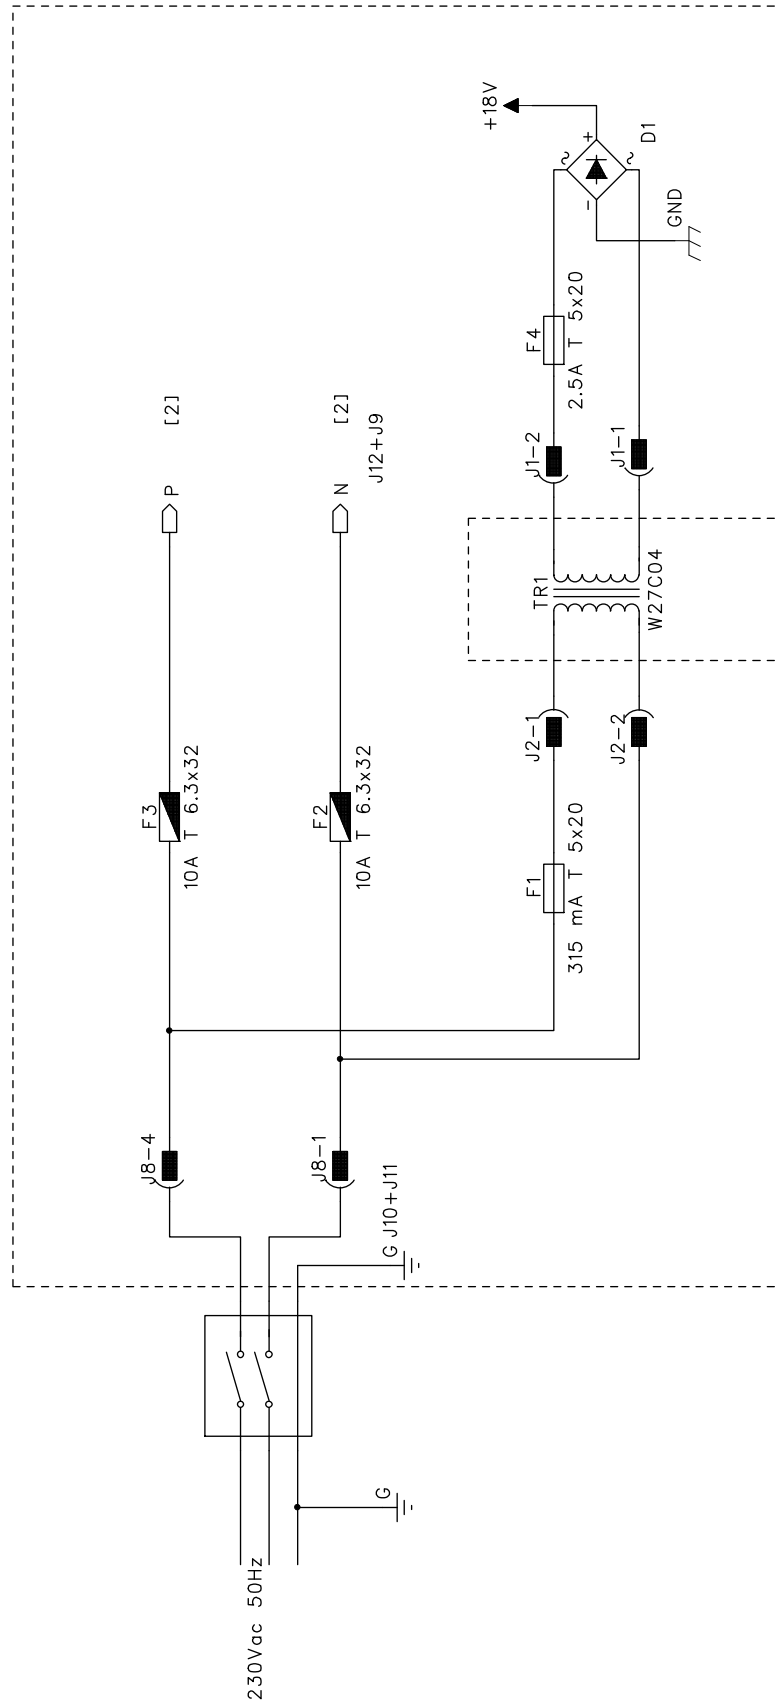 230Vac 50Hz
G
G J10+J11
J8-4
J8-1
F3
10A T 6.3x32
F2
10A T 6.3x32
P [2]
N [2]
J12+J9
F1
315 mA T 5x20
J2-1
J2-2
TR1
W27C04
J1-2
J1-1
F4
2.5A T 5x20
+18V
~
+
-
~
D1
GND